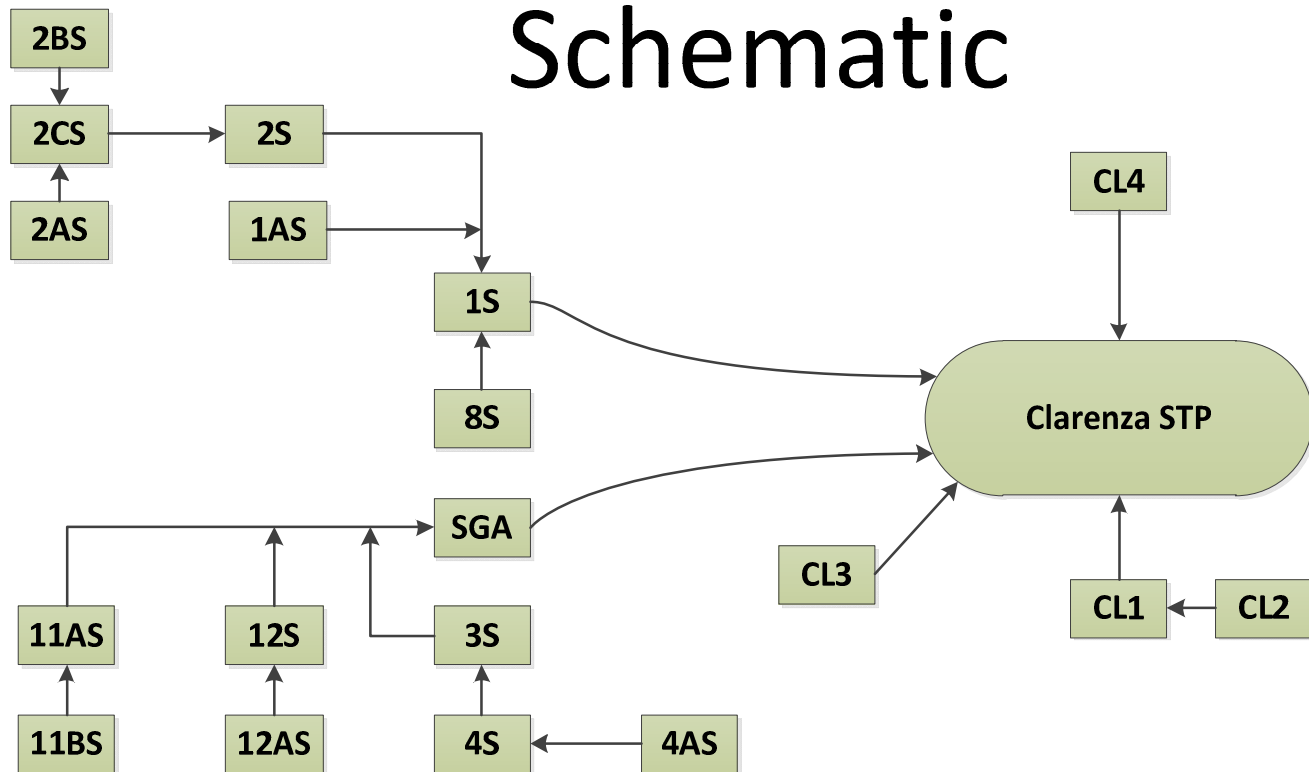 Schematic
2BS
2CS
2S
2AS
1AS
CL4
1S
8S
Clarenza STP
SGA
CL3
11AS
12S
3S
CL1
CL2
11BS
12AS
4S
4AS